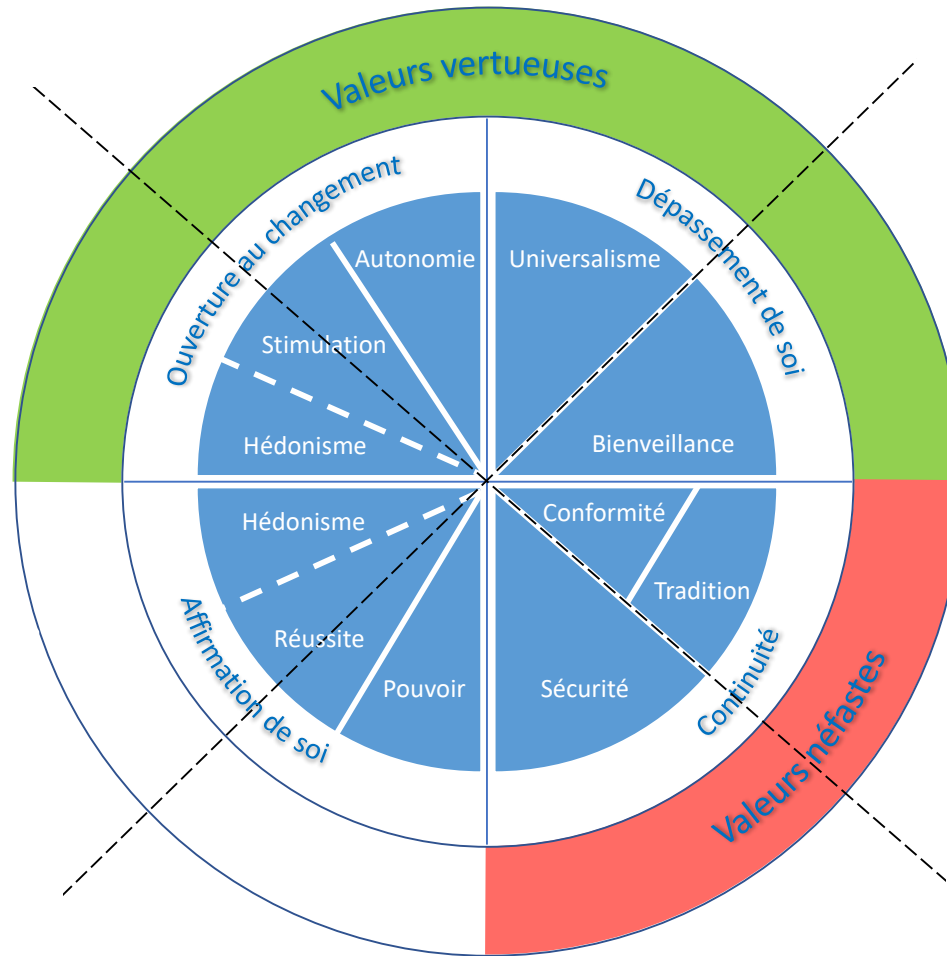 Valeurs vertueuses
Ouverture au changement
Dépassement de soi
Autonomie
Universalisme
Stimulation
Hédonisme
Bienveillance
Hédonisme
Conformité
Tradition
Réussite
Pouvoir
Sécurité
Affirmation de soi
Continuité
Valeurs néfastes